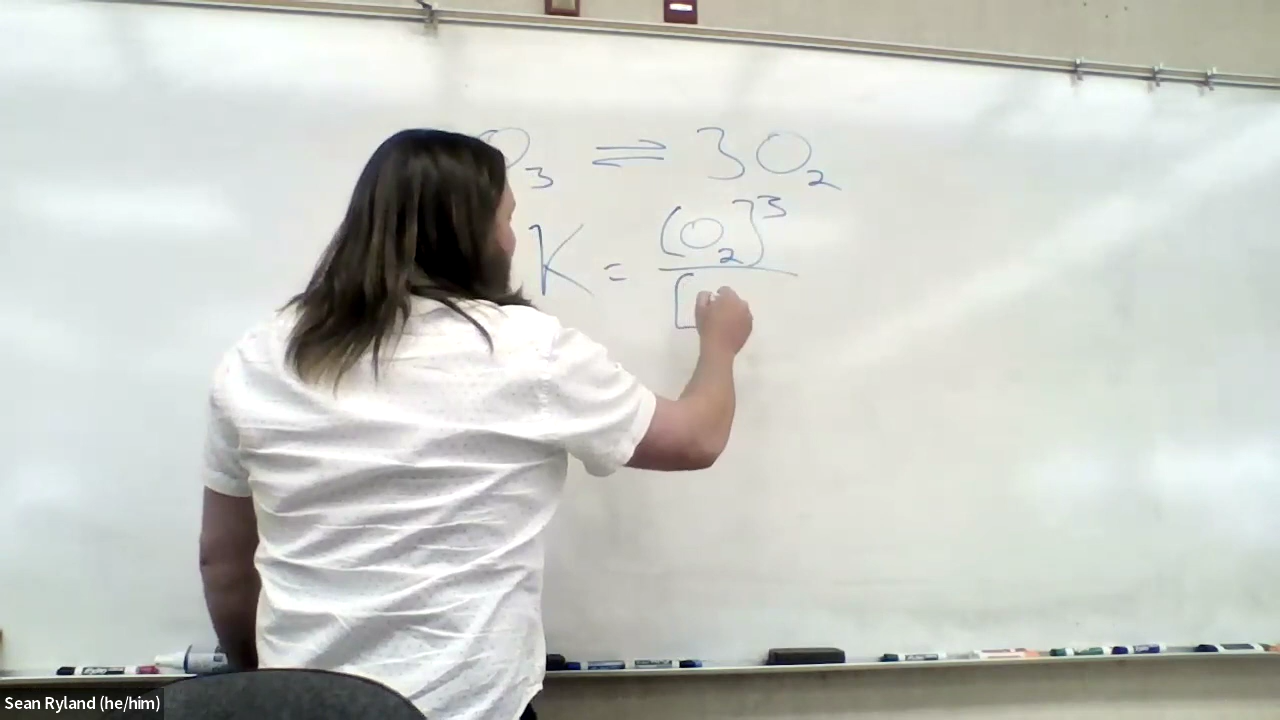 O₃ ⇌ 3O₂
K = (O₂]³
[
Sean Ryland (he/him)